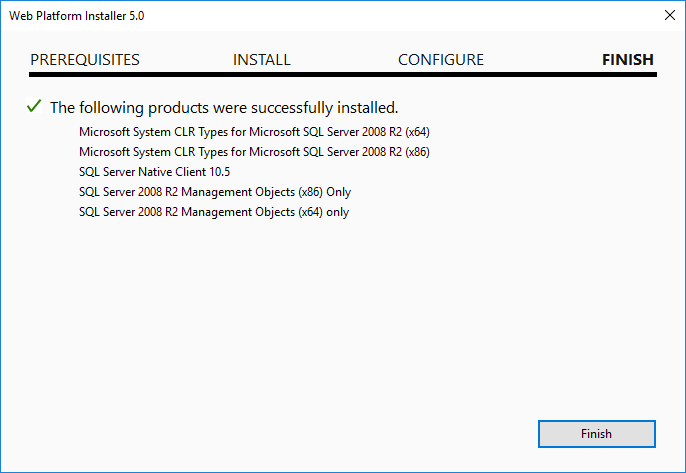 Web Platform Installer 5.0
PREREQUISITES INSTALL CONFIGURE FINISH
The following products were successfully installed.
Microsoft System CLR Types for Microsoft SQL Server 2008 R2 (x64)
Microsoft System CLR Types for Microsoft SQL Server 2008 R2 (x86)
SQL Server Native Client 10.5
SQL Server 2008 R2 Management Objects (x86) Only
SQL Server 2008 R2 Management Objects (x64) only
Finish